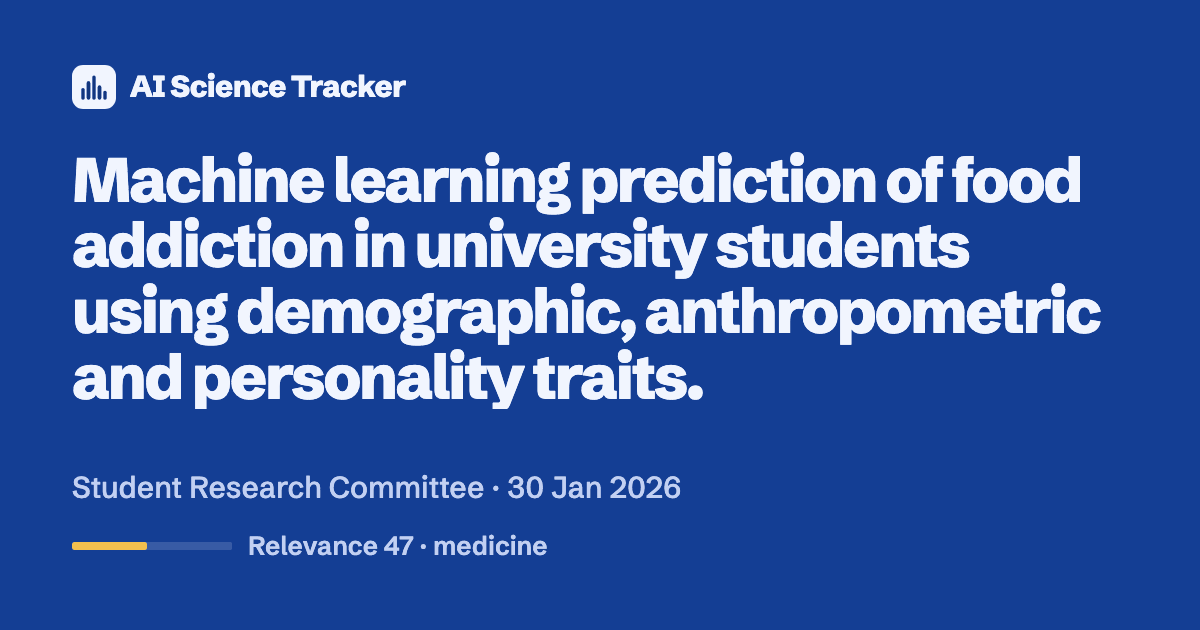 AI Science Tracker
Machine learning prediction of food
addiction in university students
using demographic, anthropometric
and personality traits.
Student Research Committee · 30 Jan 2026
Relevance 47 · medicine